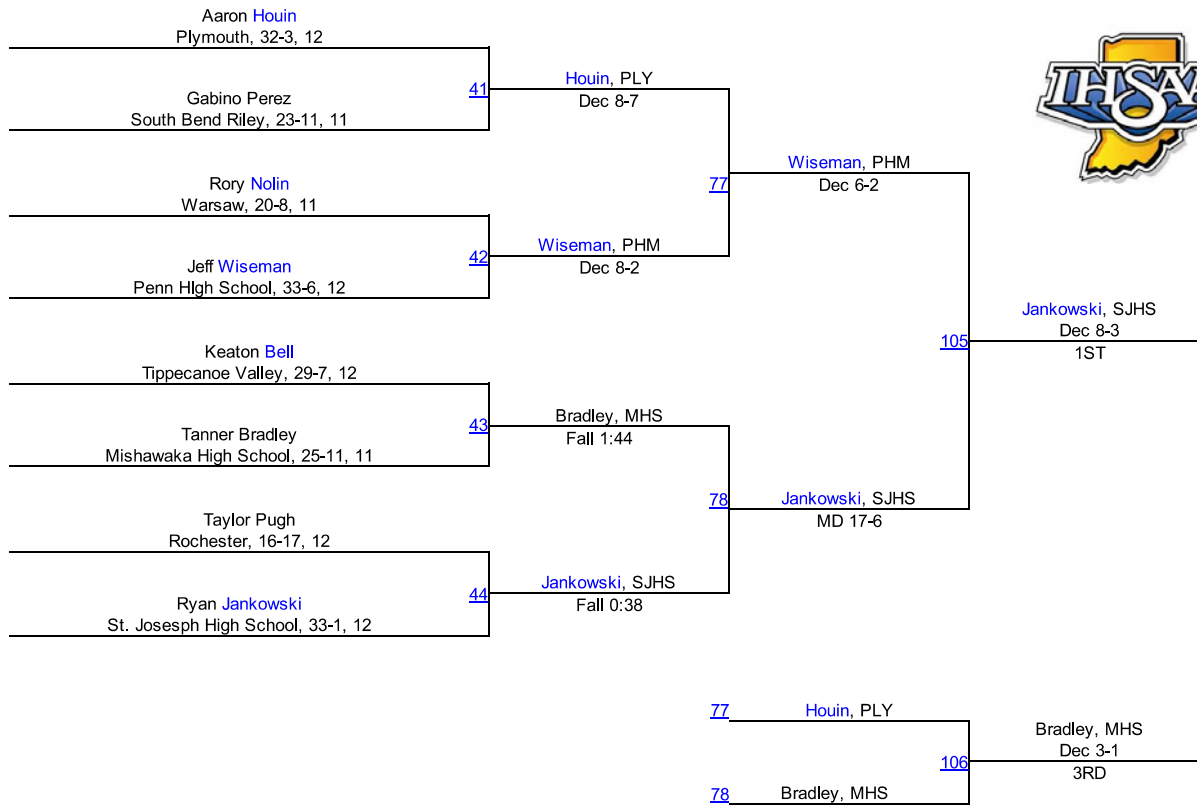 Aaron Houin
Plymouth, 32-3, 12
Gabino Perez
South Bend Riley, 23-11, 11
41
Houin, PLY
Dec 8-7
Rory Nolin
Warsaw, 20-8, 11
Jeff Wiseman
Penn HIgh School, 33-6, 12
42
Wiseman, PHM
Dec 8-2
77
Wiseman, PHM
Dec 6-2
Keaton Bell
Tippecanoe Valley, 29-7, 12
Tanner Bradley
Mishawaka High School, 25-11, 11
43
Bradley, MHS
Fall 1:44
Taylor Pugh
Rochester, 16-17, 12
Ryan Jankowski
St. Josesph High School, 33-1, 12
44
Jankowski, SJHS
Fall 0:38
78
Jankowski, SJHS
MD 17-6
105
Jankowski, SJHS
Dec 8-3
1ST
77
Houin, PLY
78
Bradley, MHS
106
Bradley, MHS
Dec 3-1
3RD
IHSAA